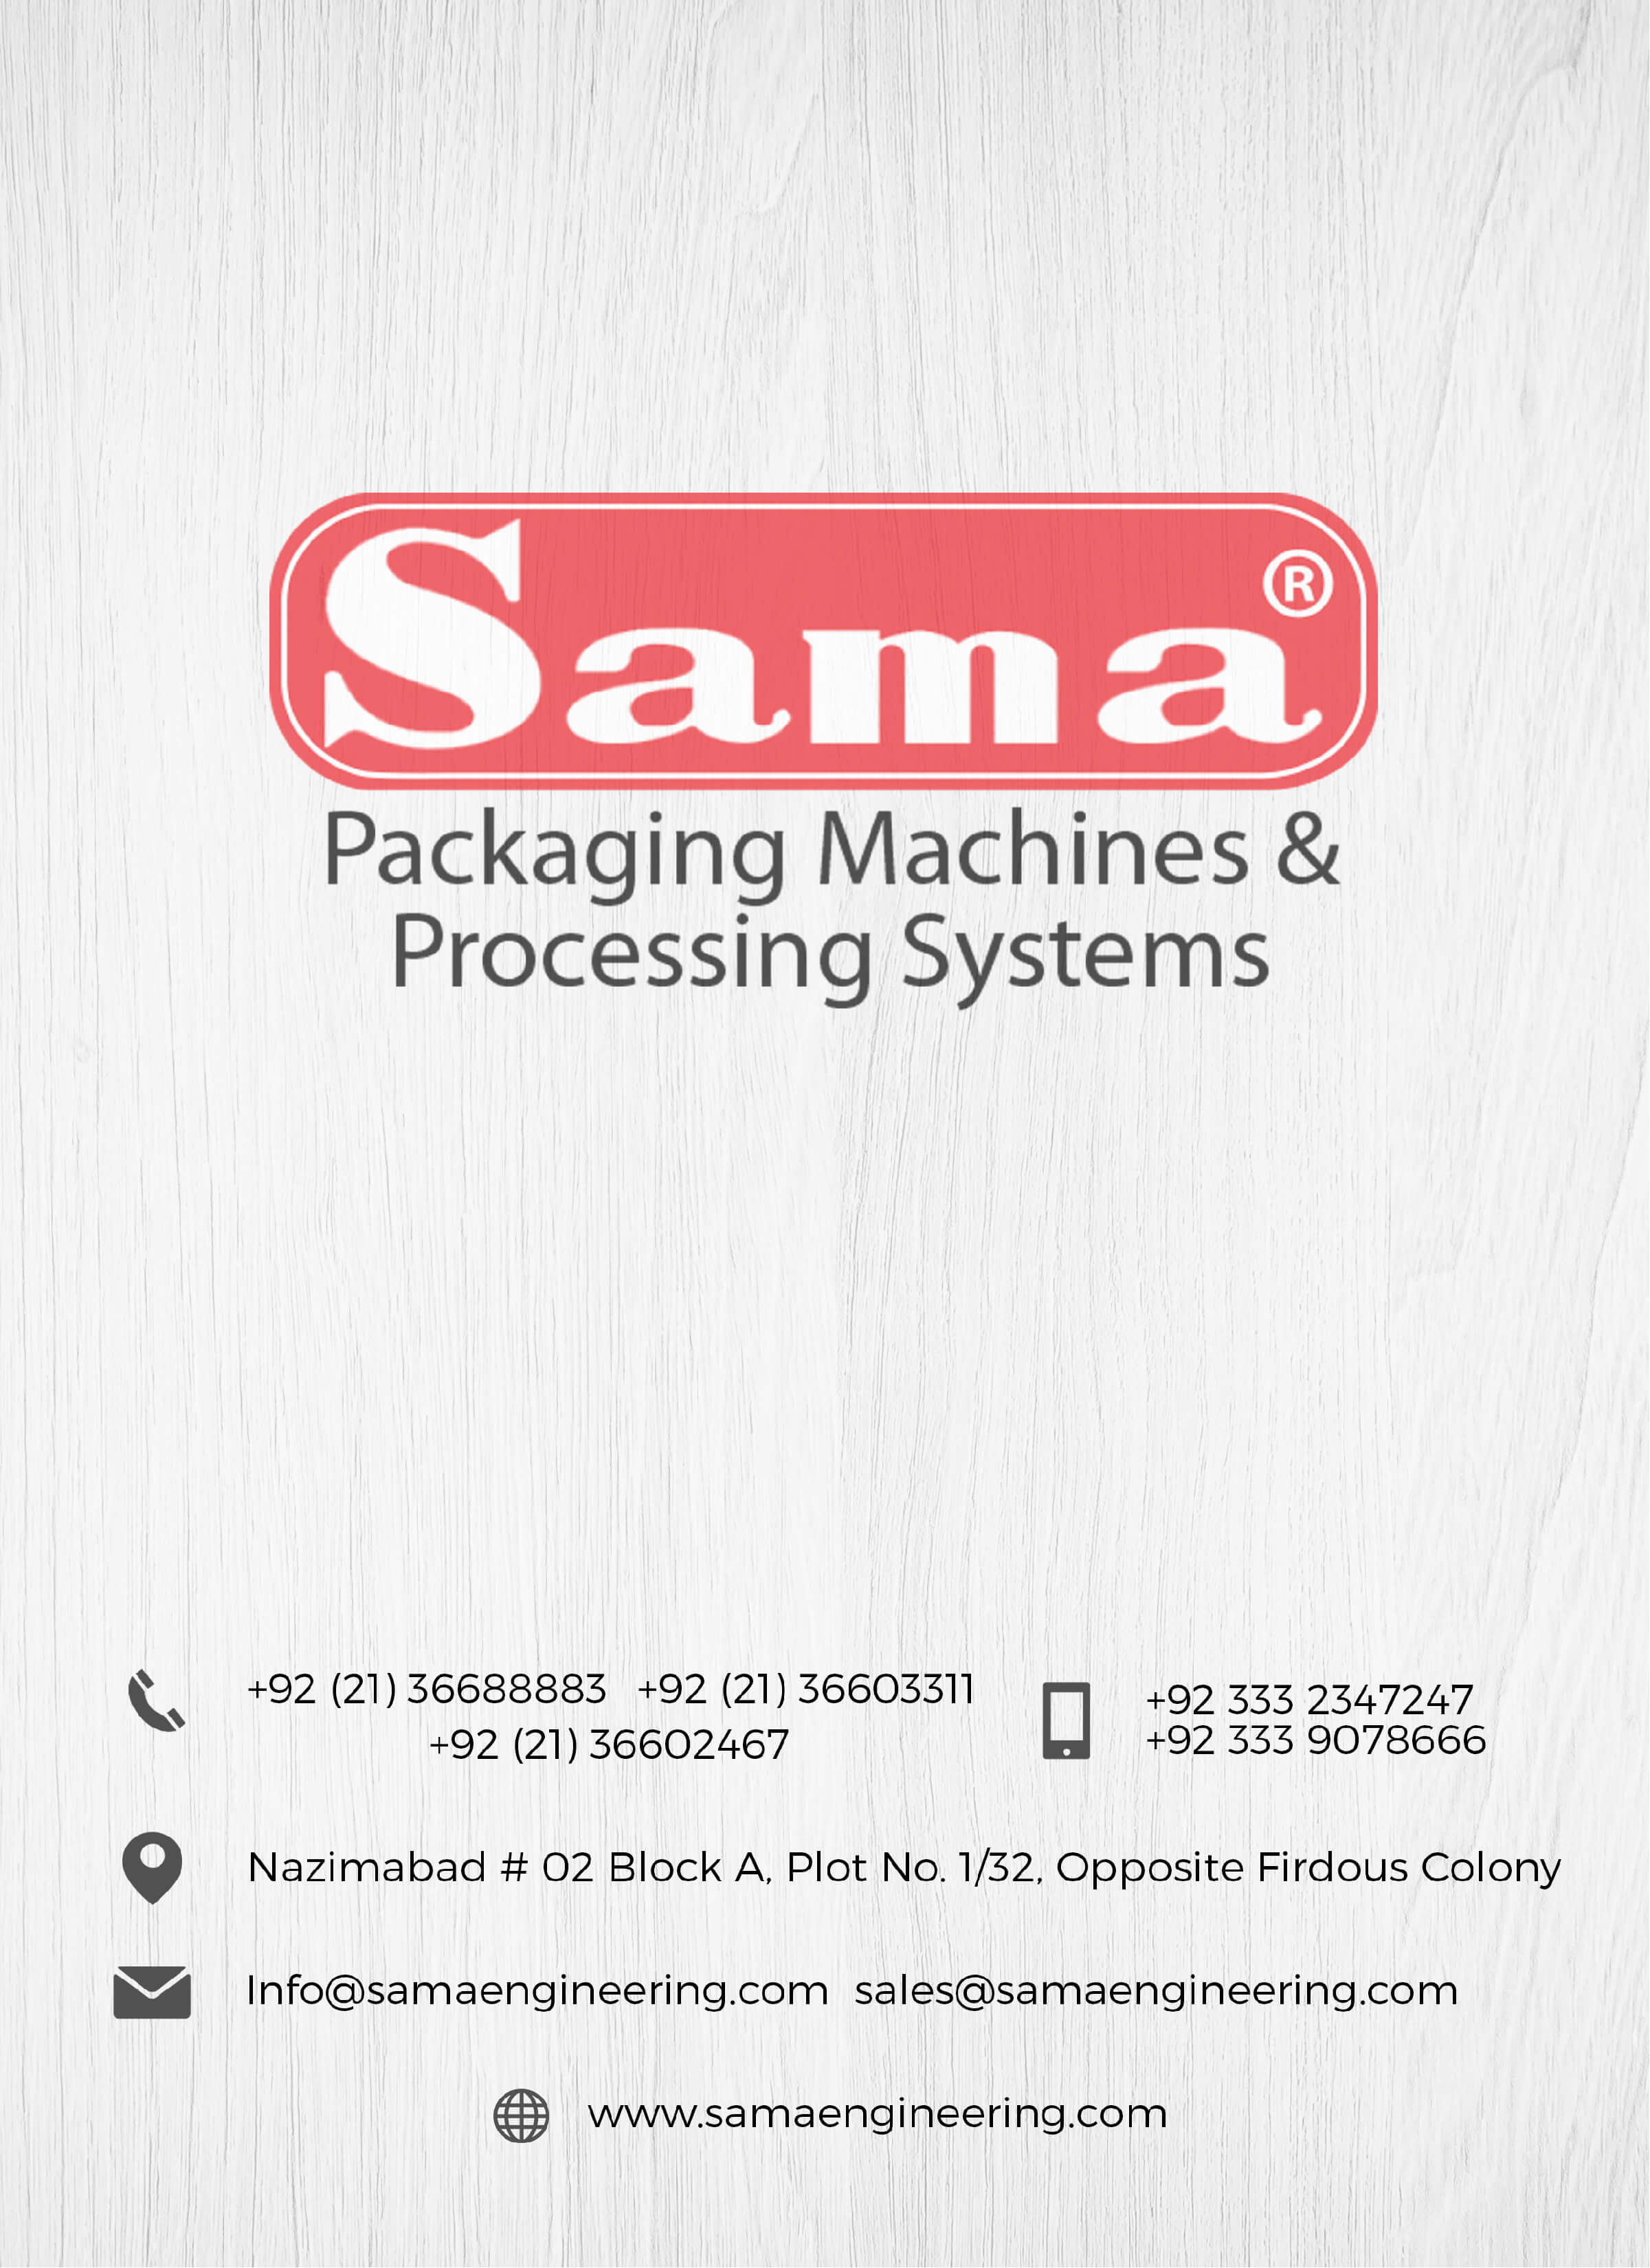 Sama®
Packaging Machines &
Processing Systems
+92 (21) 36688883 +92 (21) 36603311
+92 (21) 36602467
+92 333 2347247
+92 333 9078666
Nazimabad # 02 Block A, Plot No. 1/32, Opposite Firdous Colony
Info@samaengineering.com sales@samaengineering.com
www.samaengineering.com